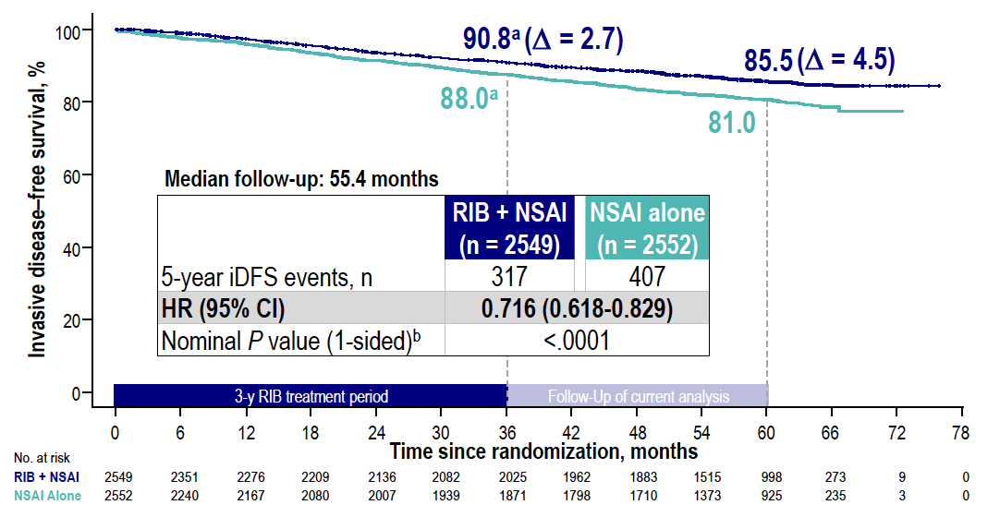 100
80
60
40
20
0
Invasive disease–free survival, %
90.8ᵃ (Δ = 2.7)
88.0ᵃ
85.5 (Δ = 4.5)
81.0
Median follow-up: 55.4 months
RIB + NSAI (n = 2549) NSAI alone (n = 2552)
5-year iDFS events, n 317 407
HR (95% CI) 0.716 (0.618-0.829)
Nominal P value (1-sided)ᵇ <.0001
3-y RIB treatment period Follow-Up of current analysis
0 6 12 18 24 30 36 42 48 54 60 66 72 78
Time since randomization, months
No. at risk
RIB + NSAI 2549 2351 2276 2209 2136 2082 2025 1962 1883 1515 998 273 9 0
NSAI Alone 2552 2240 2167 2080 2007 1939 1871 1798 1710 1373 925 235 3 0